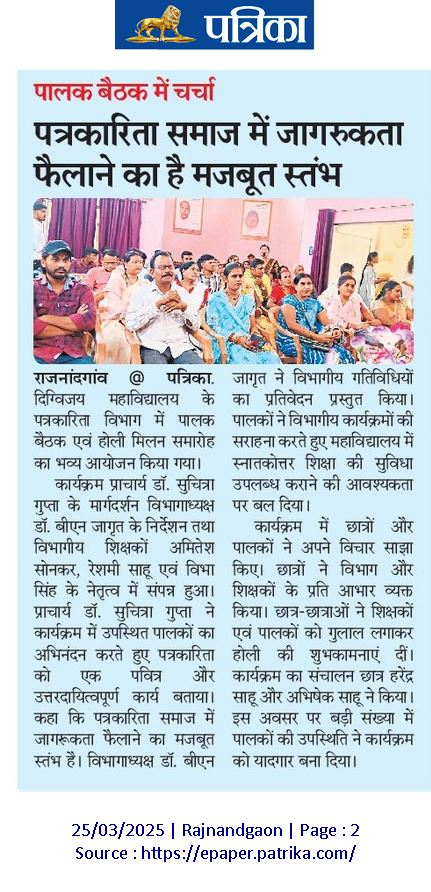 पत्रिका
पालक बैठक में चर्चा
पत्रकारिता समाज में जागरुकता
फैलाने का है मजबूत स्तंभ
राजनांदगांव @ पत्रिका.
दिग्विजय महाविद्यालय के
पत्रकारिता विभाग में पालक
बैठक एवं होली मिलन समारोह
का भव्य आयोजन किया गया।
कार्यक्रम प्राचार्य डॉ. सुचित्रा
गुप्ता के मार्गदर्शन विभागाध्यक्ष
डॉ. बीएन जागृत के निर्देशन तथा
विभागीय शिक्षकों अमितेश
सोनकर, रेशमी साहू एवं विभा
सिंह के नेतृत्व में संपन्न हुआ।
प्राचार्य डॉ. सुचित्रा गुप्ता ने
कार्यक्रम में उपस्थित पालकों का
अभिनंदन करते हुए पत्रकारिता
को एक पवित्र और
उत्तरदायित्वपूर्ण कार्य बताया।
कहा कि पत्रकारिता समाज में
जागरूकता फैलाने का मजबूत
स्तंभ है। विभागाध्यक्ष डॉ. बीएन
जागृत ने विभागीय गतिविधियों
का प्रतिवेदन प्रस्तुत किया।
पालकों ने विभागीय कार्यक्रमों की
सराहना करते हुए महाविद्यालय में
स्नातकोत्तर शिक्षा की सुविधा
उपलब्ध कराने की आवश्यकता
पर बल दिया।
कार्यक्रम में छात्रों और
पालकों ने अपने विचार साझा
किए। छात्रों ने विभाग और
शिक्षकों के प्रति आभार व्यक्त
किया। छात्र-छात्राओं ने शिक्षकों
एवं पालकों को गुलाल लगाकर
होली की शुभकामनाएं दीं।
कार्यक्रम का संचालन छात्र हरेंद्र
साहू और अभिषेक साहू ने किया।
इस अवसर पर बड़ी संख्या में
पालकों की उपस्थिति ने कार्यक्रम
को यादगार बना दिया।
25/03/2025 | Rajnandgaon | Page : 2
Source : https://epaper.patrika.com/